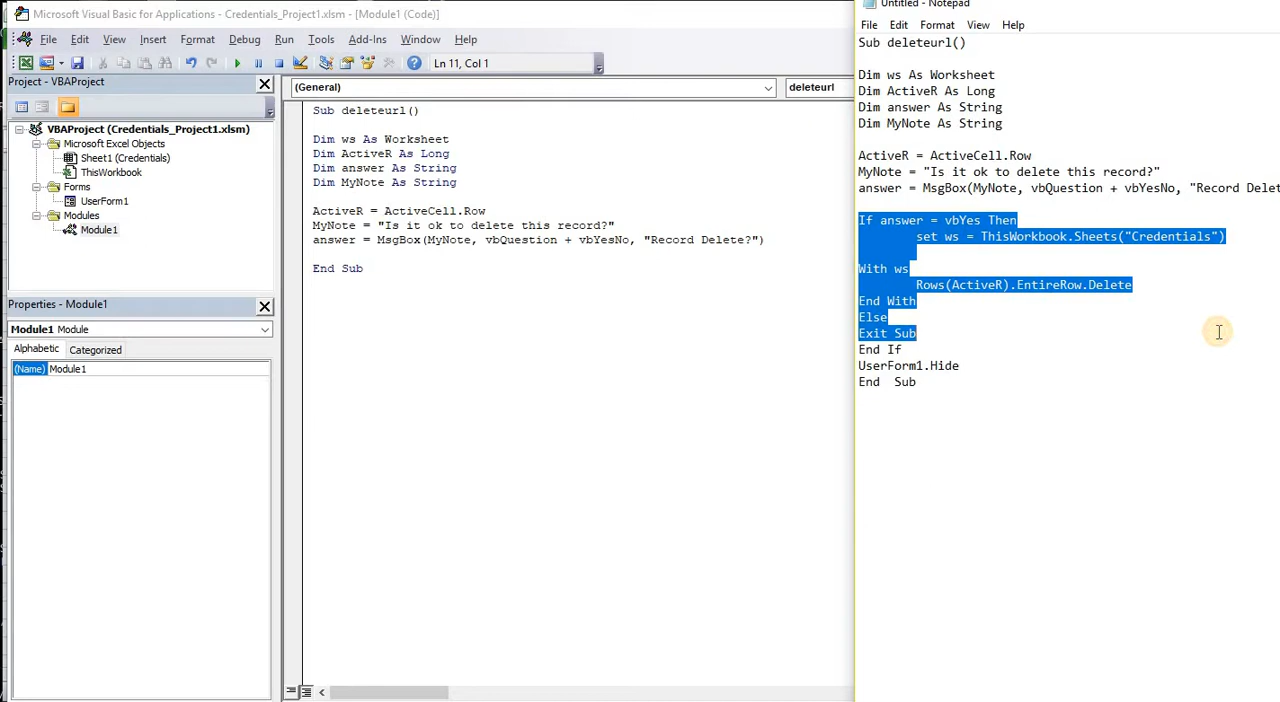 Microsoft Visual Basic for Applications - Credentials_Project1.xlsm - [Module1 (Code)]
File Edit View Insert Format Debug Run Tools Add-Ins Window Help
Ln 11, Col 1
Project - VBAProject
VBAProject (Credentials_Project1.xlsm)
Microsoft Excel Objects
Sheet1 (Credentials)
ThisWorkbook
Forms
UserForm1
Modules
Module1
Properties - Module1
Module1 Module
Alphabetic Categorized
(Name) Module1
(General) deleteurl
Sub deleteurl()
Dim ws As Worksheet
Dim ActiveR As Long
Dim answer As String
Dim MyNote As String
ActiveR = ActiveCell.Row
MyNote = "Is it ok to delete this record?"
answer = MsgBox(MyNote, vbQuestion + vbYesNo, "Record Delete?")
End Sub
Untitled - Notepad
File Edit Format View Help
Sub deleteurl()
Dim ws As Worksheet
Dim ActiveR As Long
Dim answer As String
Dim MyNote As String
ActiveR = ActiveCell.Row
MyNote = "Is it ok to delete this record?"
answer = MsgBox(MyNote, vbQuestion + vbYesNo, "Record Delet
If answer = vbYes Then
set ws = ThisWorkbook.Sheets("Credentials")
With ws
Rows(ActiveR).EntireRow.Delete
End With
Else
Exit Sub
End If
UserForm1.Hide
End  Sub